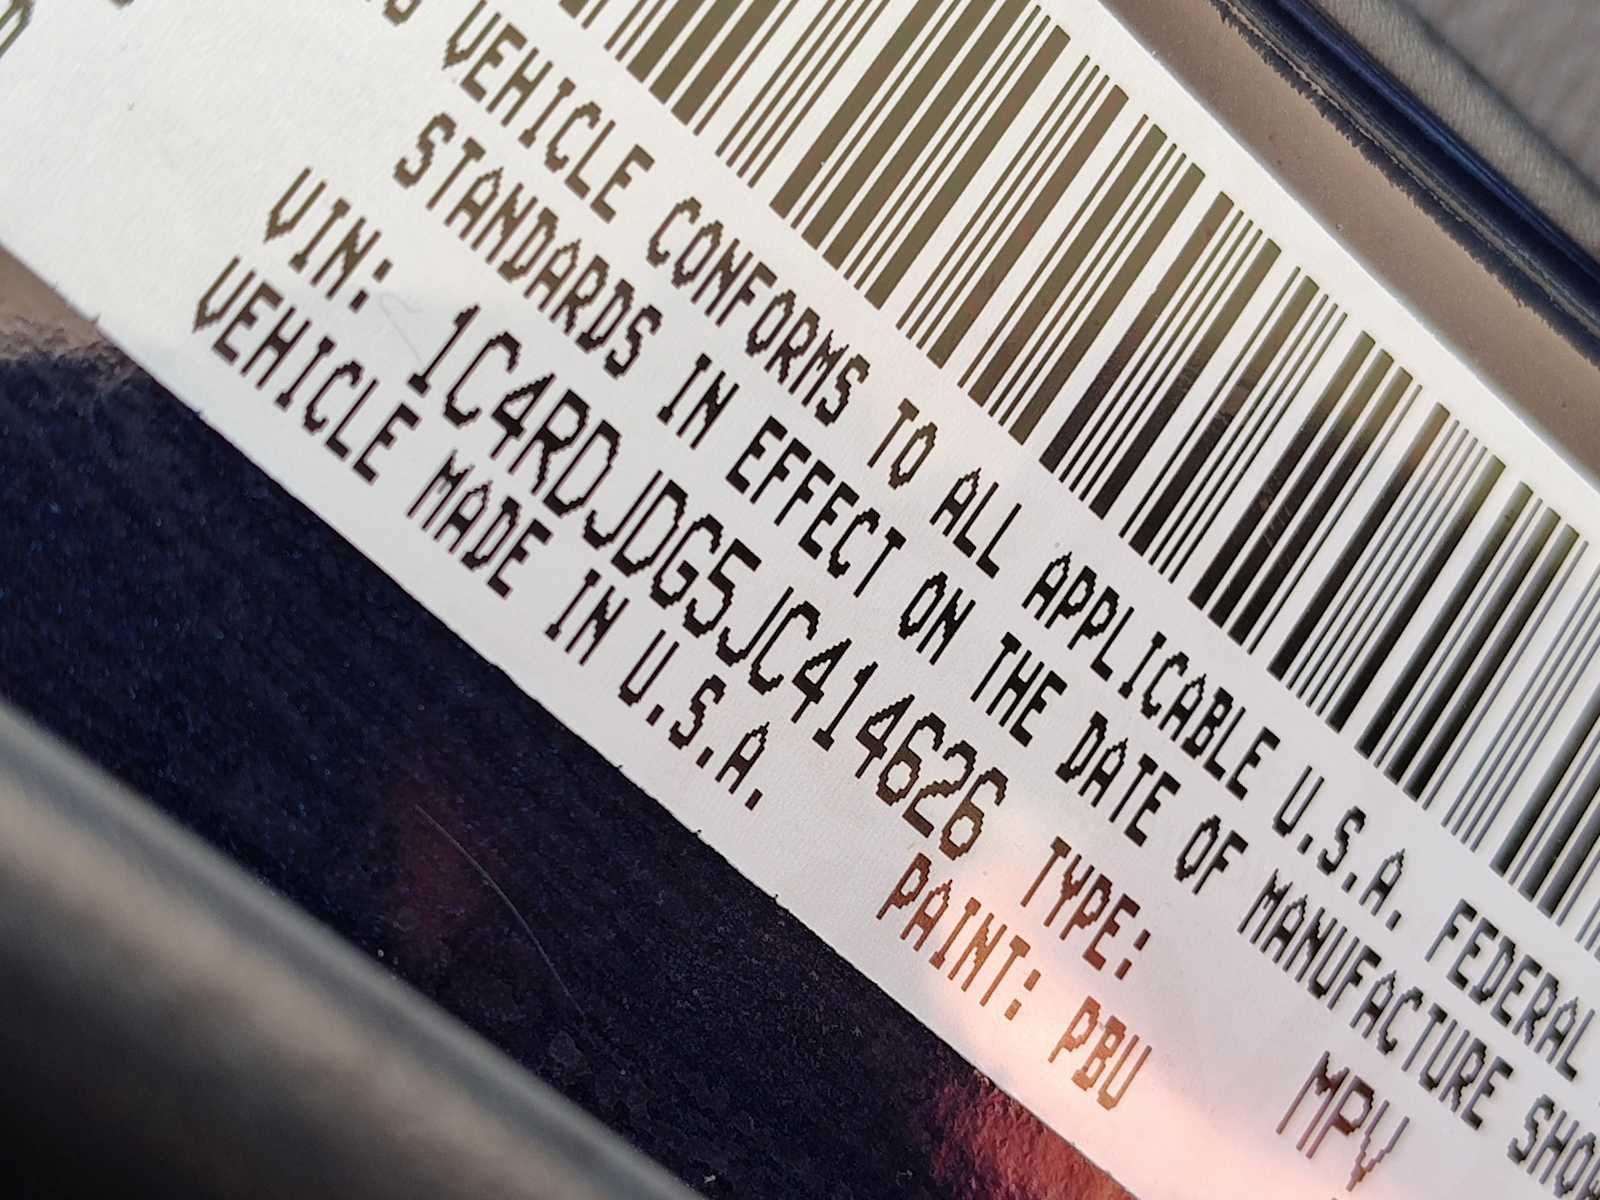 VEHICLE CONFORMS TO ALL APPLICABLE U.S.A. FEDERAL
STANDARDS IN EFFECT ON THE DATE OF MANUFACTURE SHO
VIN: 1C4RDJDG5JC414626 TYPE: MPV
VEHICLE MADE IN U.S.A. PAINT: PBU